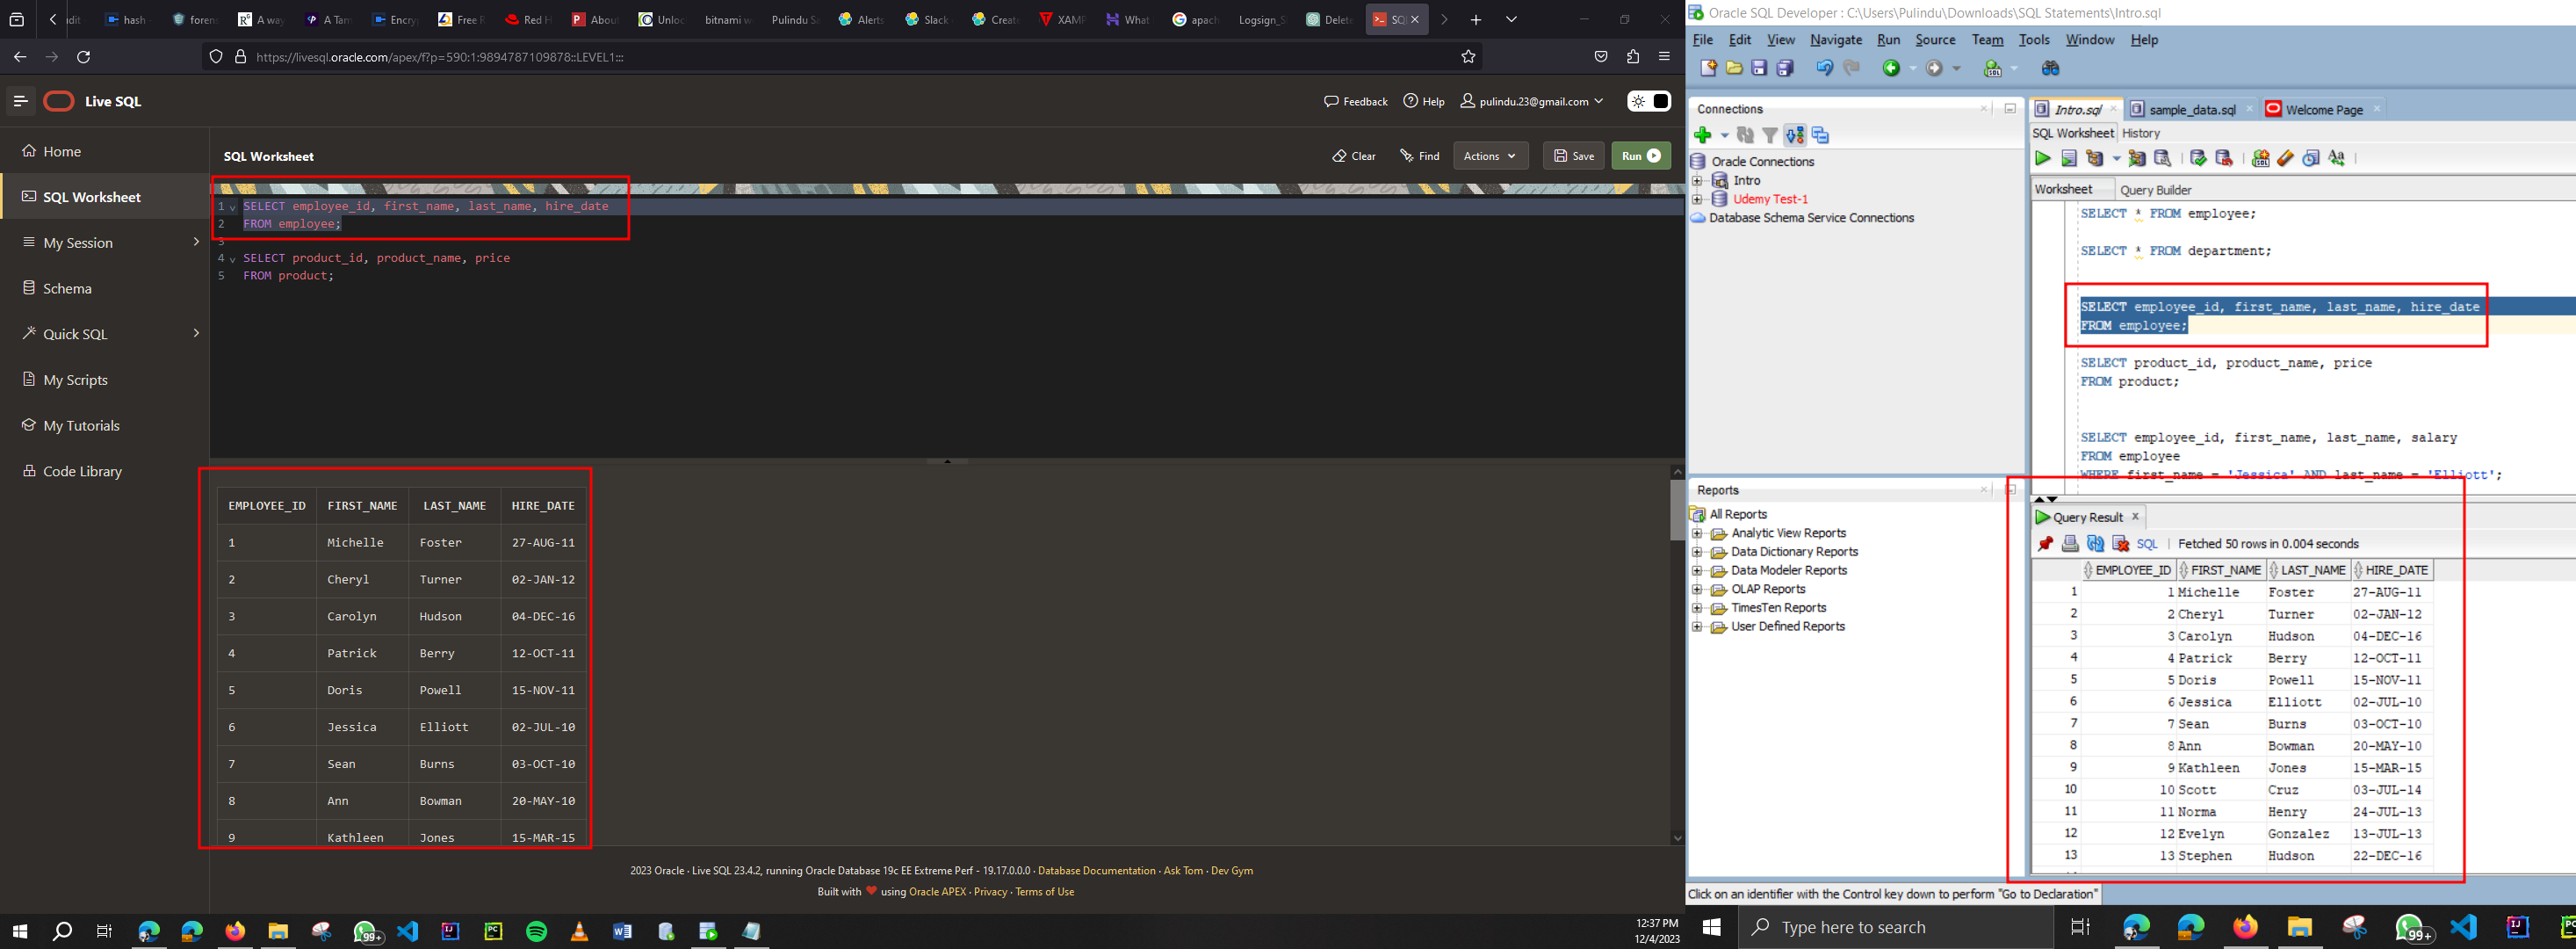 udit
hash
foren
A way
A Tar
Encry
Free R
Red H
Abou
Unloc
bitnami w
Pulindu Sa
Alerts
Slack
Create
XAMP
What
apach
Logsign_S
Delete
SQ
https://livesql.oracle.com/apex/f?p=590:1:9894787109878::LEVEL1:::
Live SQL
Feedback
Help
pulindu.23@gmail.com
Home
SQL Worksheet
My Session
Schema
Quick SQL
My Scripts
My Tutorials
Code Library
SQL Worksheet
Clear
Find
Actions
Save
Run
1 SELECT employee_id, first_name, last_name, hire_date
2 FROM employee;
3
4 SELECT product_id, product_name, price
5 FROM product;
EMPLOYEE_ID FIRST_NAME LAST_NAME HIRE_DATE
1 Michelle Foster 27-AUG-11
2 Cheryl Turner 02-JAN-12
3 Carolyn Hudson 04-DEC-16
4 Patrick Berry 12-OCT-11
5 Doris Powell 15-NOV-11
6 Jessica Elliott 02-JUL-10
7 Sean Burns 03-OCT-10
8 Ann Bowman 20-MAY-10
9 Kathleen Jones 15-MAR-15
2023 Oracle · Live SQL 23.4.2, running Oracle Database 19c EE Extreme Perf - 19.17.0.0.0 · Database Documentation · Ask Tom · Dev Gym
Built with ❤ using Oracle APEX · Privacy · Terms of Use
99+
12:37 PM
12/4/2023
Oracle SQL Developer : C:\Users\Pulindu\Downloads\SQL Statements\Intro.sql
File Edit View Navigate Run Source Team Tools Window Help
Connections
Oracle Connections
Intro
Udemy Test-1
Database Schema Service Connections
Reports
All Reports
Analytic View Reports
Data Dictionary Reports
Data Modeler Reports
OLAP Reports
TimesTen Reports
User Defined Reports
Intro.sql
sample_data.sql
Welcome Page
SQL Worksheet History
Worksheet Query Builder
SELECT * FROM employee;
SELECT * FROM department;
SELECT employee_id, first_name, last_name, hire_date
FROM employee;
SELECT product_id, product_name, price
FROM product;
SELECT employee_id, first_name, last_name, salary
FROM employee
WHERE first_name = 'Jessica' AND last_name = 'Elliott';
Query Result
SQL | Fetched 50 rows in 0.004 seconds
EMPLOYEE_ID FIRST_NAME LAST_NAME HIRE_DATE
1 1 Michelle Foster 27-AUG-11
2 2 Cheryl Turner 02-JAN-12
3 3 Carolyn Hudson 04-DEC-16
4 4 Patrick Berry 12-OCT-11
5 5 Doris Powell 15-NOV-11
6 6 Jessica Elliott 02-JUL-10
7 7 Sean Burns 03-OCT-10
8 8 Ann Bowman 20-MAY-10
9 9 Kathleen Jones 15-MAR-15
10 10 Scott Cruz 03-JUL-14
11 11 Norma Henry 24-JUL-13
12 12 Evelyn Gonzalez 13-JUL-13
13 13 Stephen Hudson 22-DEC-16
Click on an identifier with the Control key down to perform "Go to Declaration"
Type here to search
99+